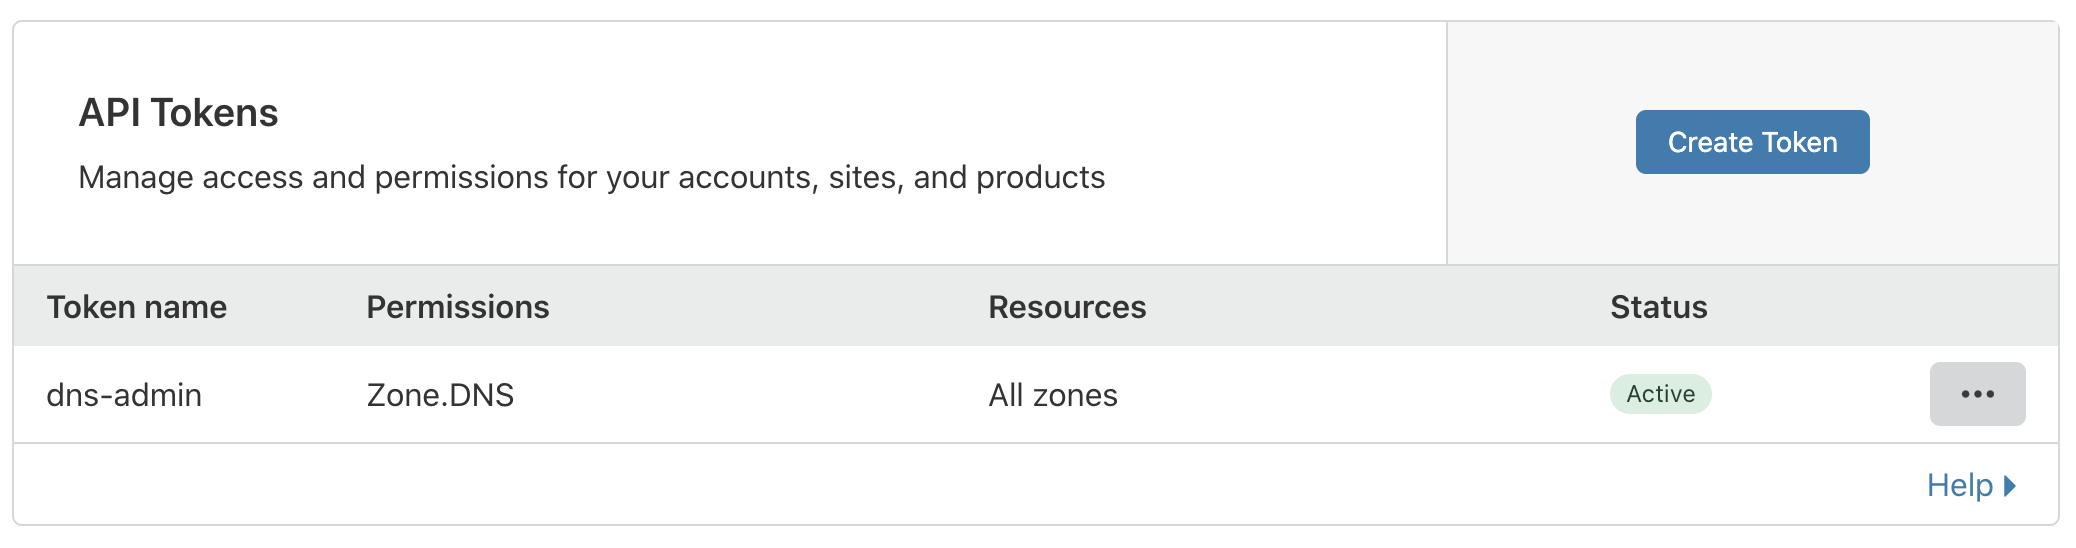 API Tokens
Manage access and permissions for your accounts, sites, and products
Create Token
Token name Permissions Resources Status
dns-admin Zone.DNS All zones Active
Help